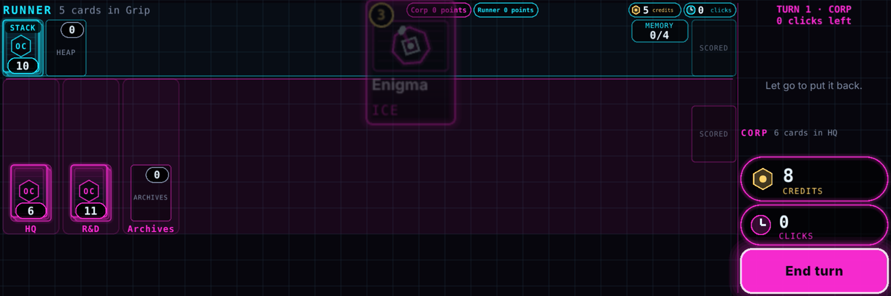 RUNNER 5 cards in Grip
Corp 0 points
Runner 0 points
5 credits
0 clicks
TURN 1 · CORP
0 clicks left
STACK
OC
10
0
HEAP
3
Enigma
ICE
MEMORY
0/4
SCORED
Let go to put it back.
SCORED
CORP 6 cards in HQ
OC
6
HQ
OC
11
R&D
0
ARCHIVES
Archives
8
CREDITS
0
CLICKS
End turn